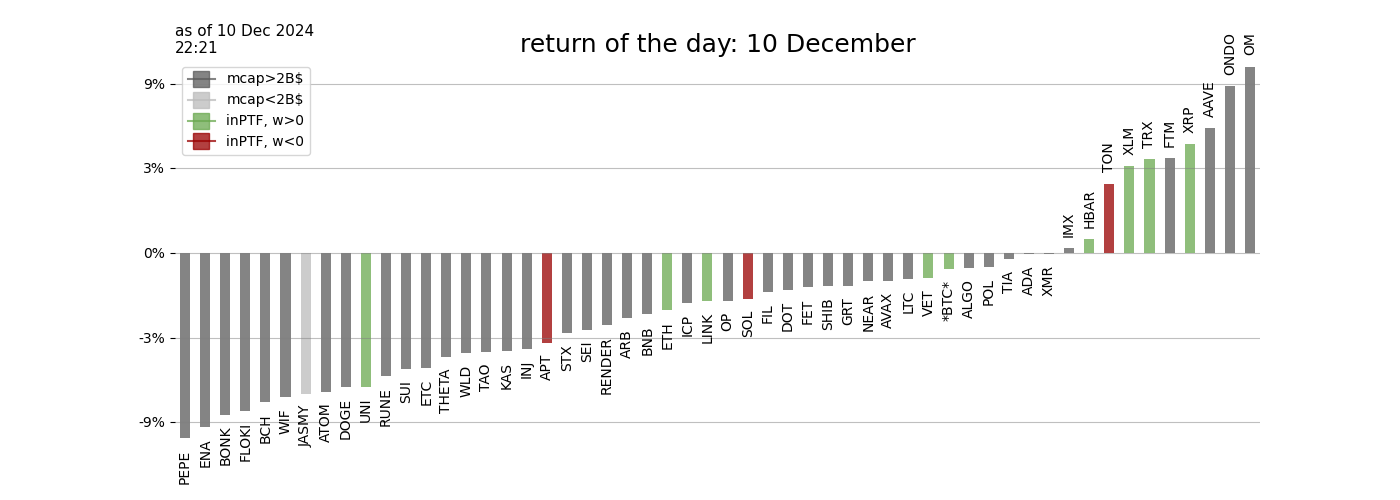 as of 10 Dec 2024
22:21
return of the day: 10 December
mcap>2B$
mcap<2B$
inPTF, w>0
inPTF, w<0
9%
3%
0%
-3%
-9%
PEPE
ENA
BONK
FLOKI
BCH
WIF
JASMY
ATOM
DOGE
UNI
RUNE
SUI
ETC
THETA
WLD
TAO
KAS
INJ
APT
STX
SEI
RENDER
ARB
BNB
ETH
ICP
LINK
OP
SOL
FIL
DOT
FET
SHIB
GRT
NEAR
AVAX
LTC
VET
*BTC*
ALGO
POL
TIA
ADA
XMR
IMX
HBAR
TON
XLM
TRX
FTM
XRP
AAVE
ONDO
OM